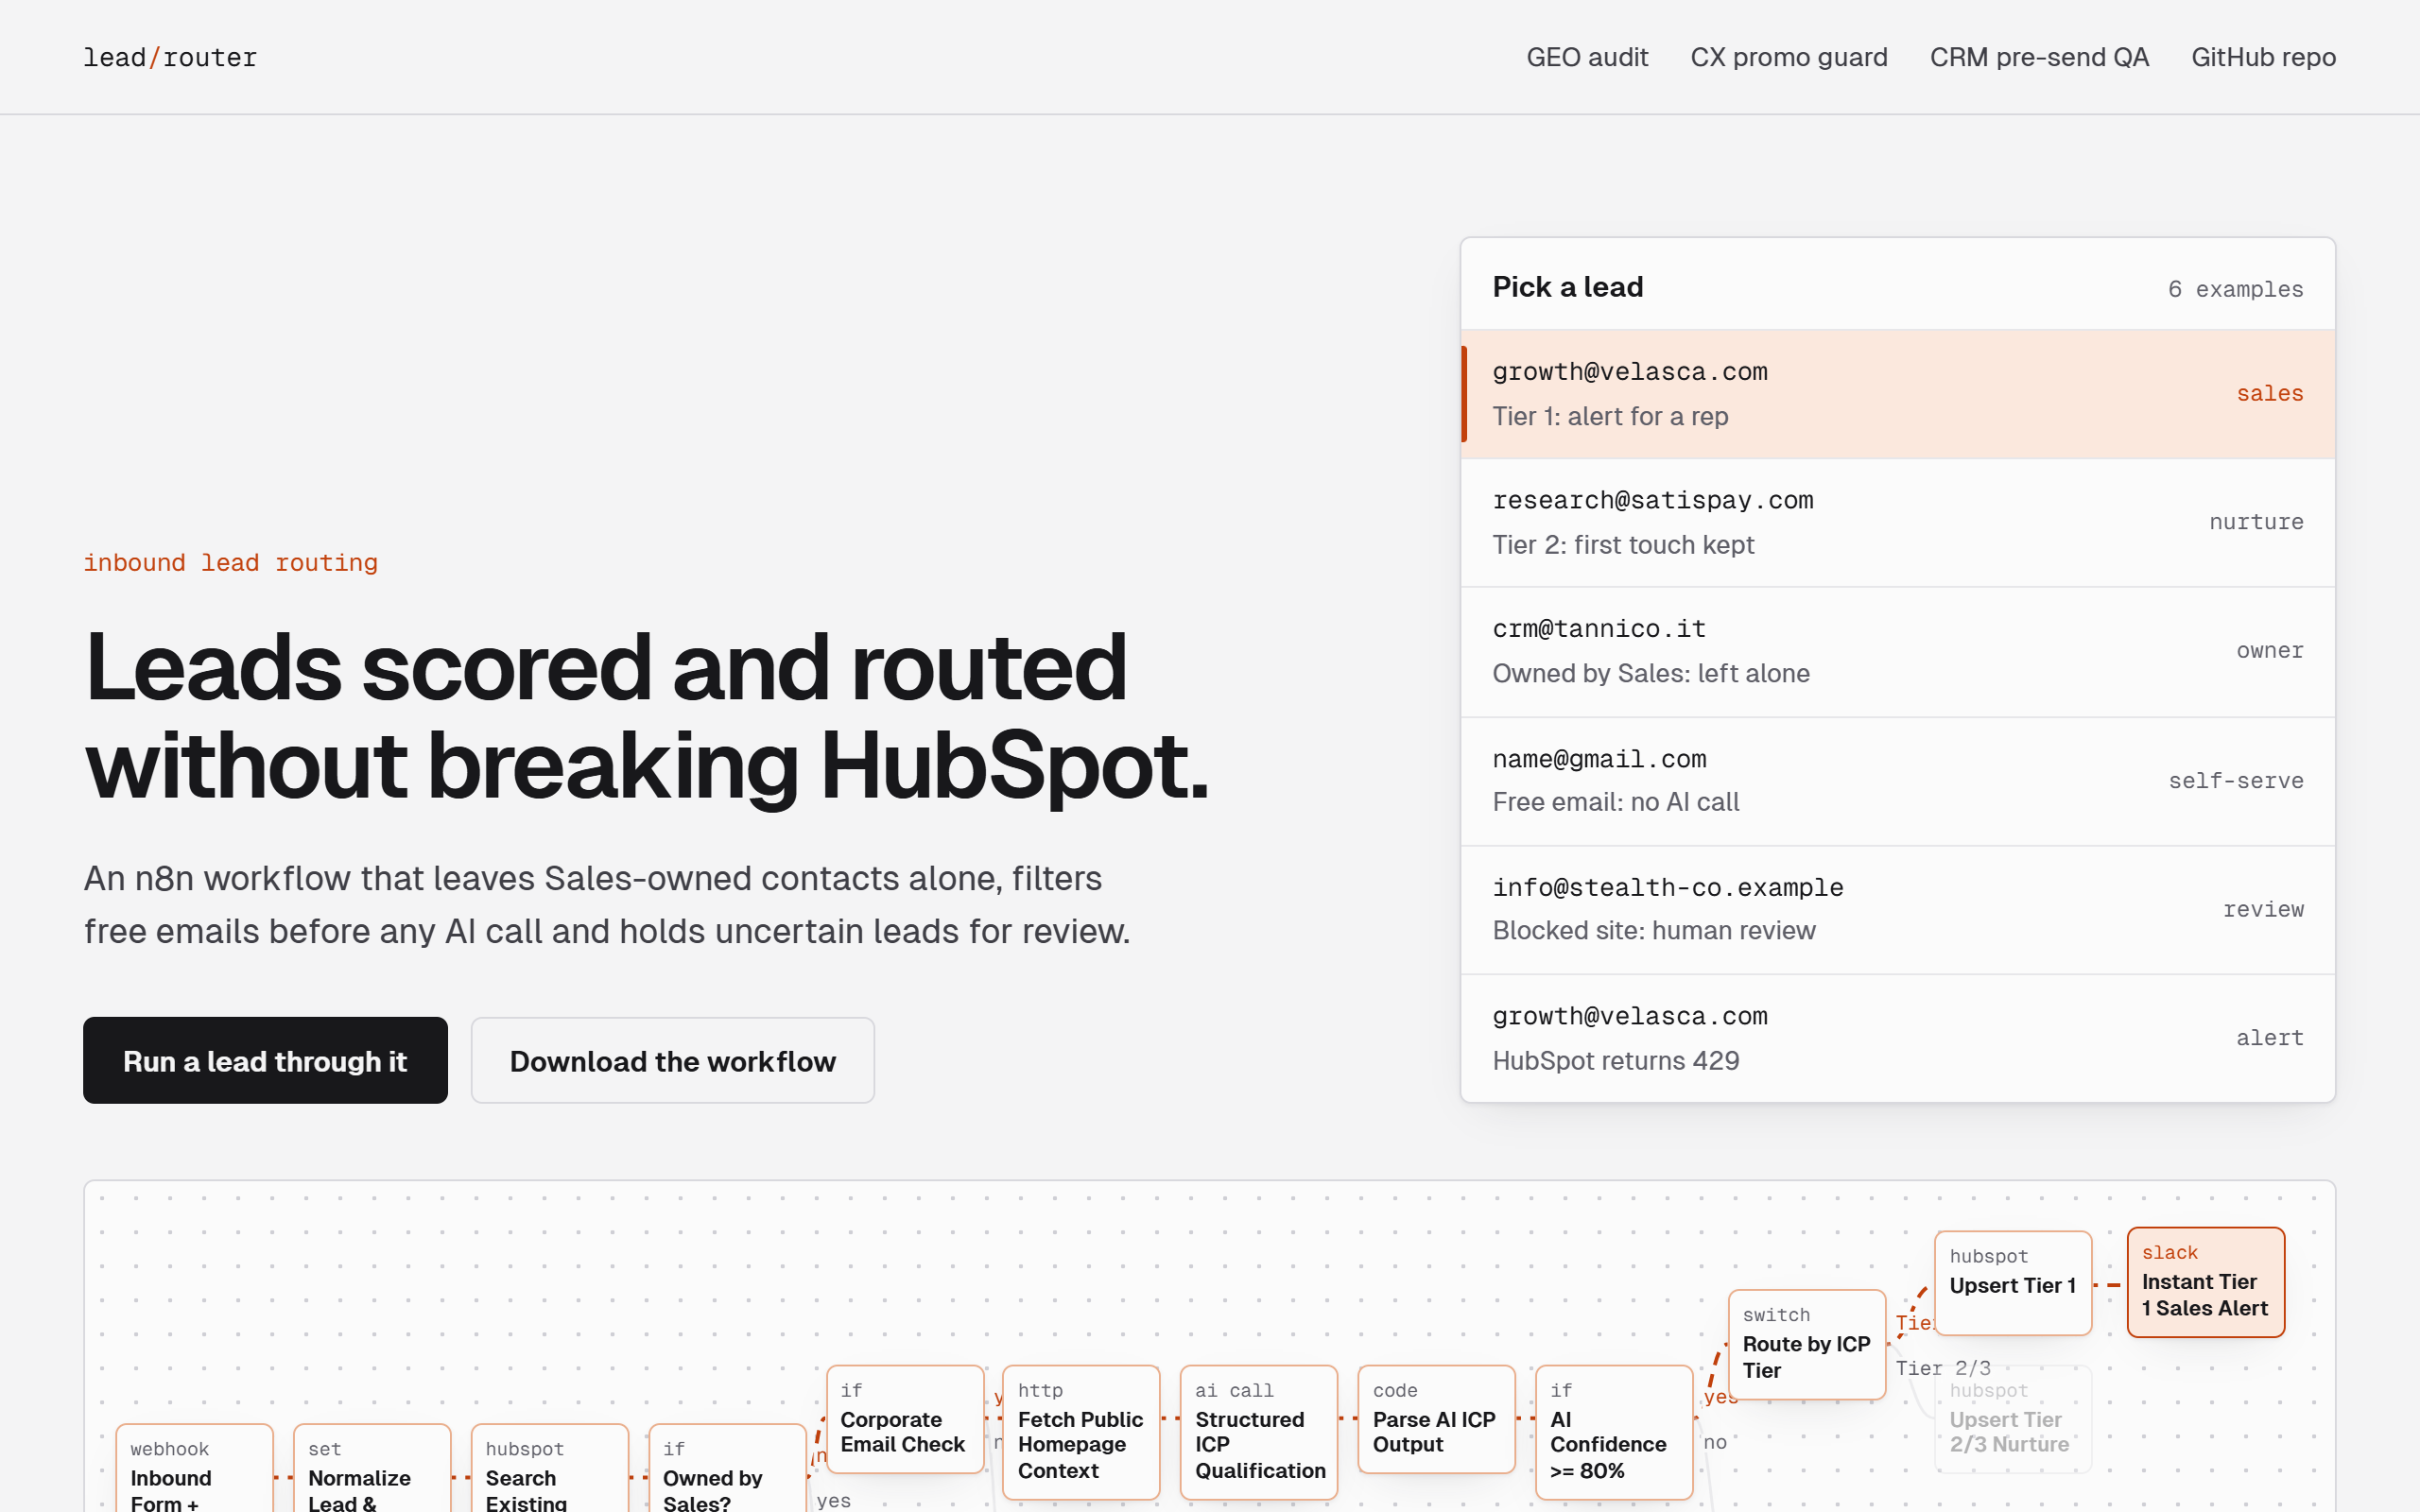 lead/router
GEO audit
CX promo guard
CRM pre-send QA
GitHub repo
inbound lead routing
Leads scored and routed
without breaking HubSpot.
An n8n workflow that leaves Sales-owned contacts alone, filters
free emails before any AI call and holds uncertain leads for review.
Run a lead through it
Download the workflow
Pick a lead
6 examples
growth@velasca.com
Tier 1: alert for a rep
sales
research@satispay.com
Tier 2: first touch kept
nurture
crm@tannico.it
Owned by Sales: left alone
owner
name@gmail.com
Free email: no AI call
self-serve
info@stealth-co.example
Blocked site: human review
review
growth@velasca.com
HubSpot returns 429
alert
webhook
Inbound
Form +
set
Normalize
Lead &
hubspot
Search
Existing
if
Owned by
Sales?
yes
if
Corporate
Email Check
http
Fetch Public
Homepage
Context
ai call
Structured
ICP
Qualification
code
Parse AI ICP
Output
if
AI
Confidence
>= 80%
yes
no
switch
Route by ICP
Tier
Tier 2/3
hubspot
Upsert Tier 1
slack
Instant Tier
1 Sales Alert
hubspot
Upsert Tier
2/3 Nurture